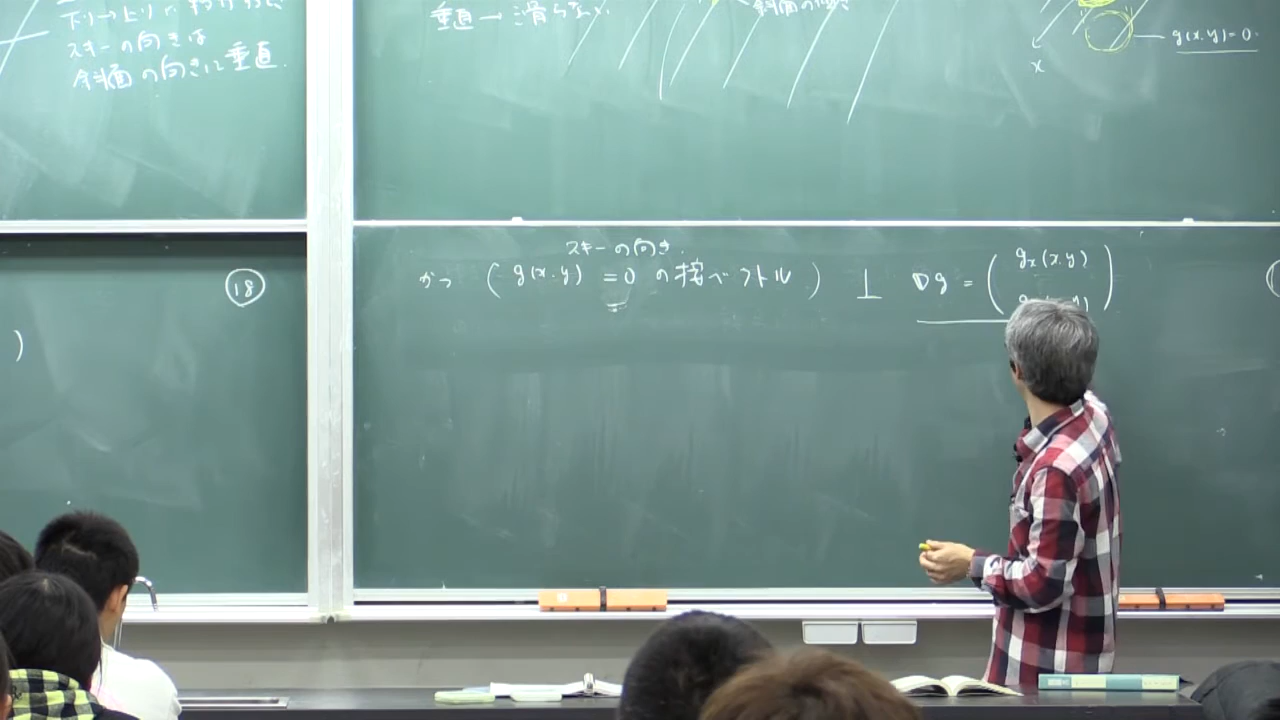 スキーの向きは
斜面の向きに垂直.
垂直→滑らない
g(x.y)=0.
x
18
)
スキーの向き.
かつ (g(x.y)=0 の接ベクトル) ⊥ ∇g = ( gx(x.y)